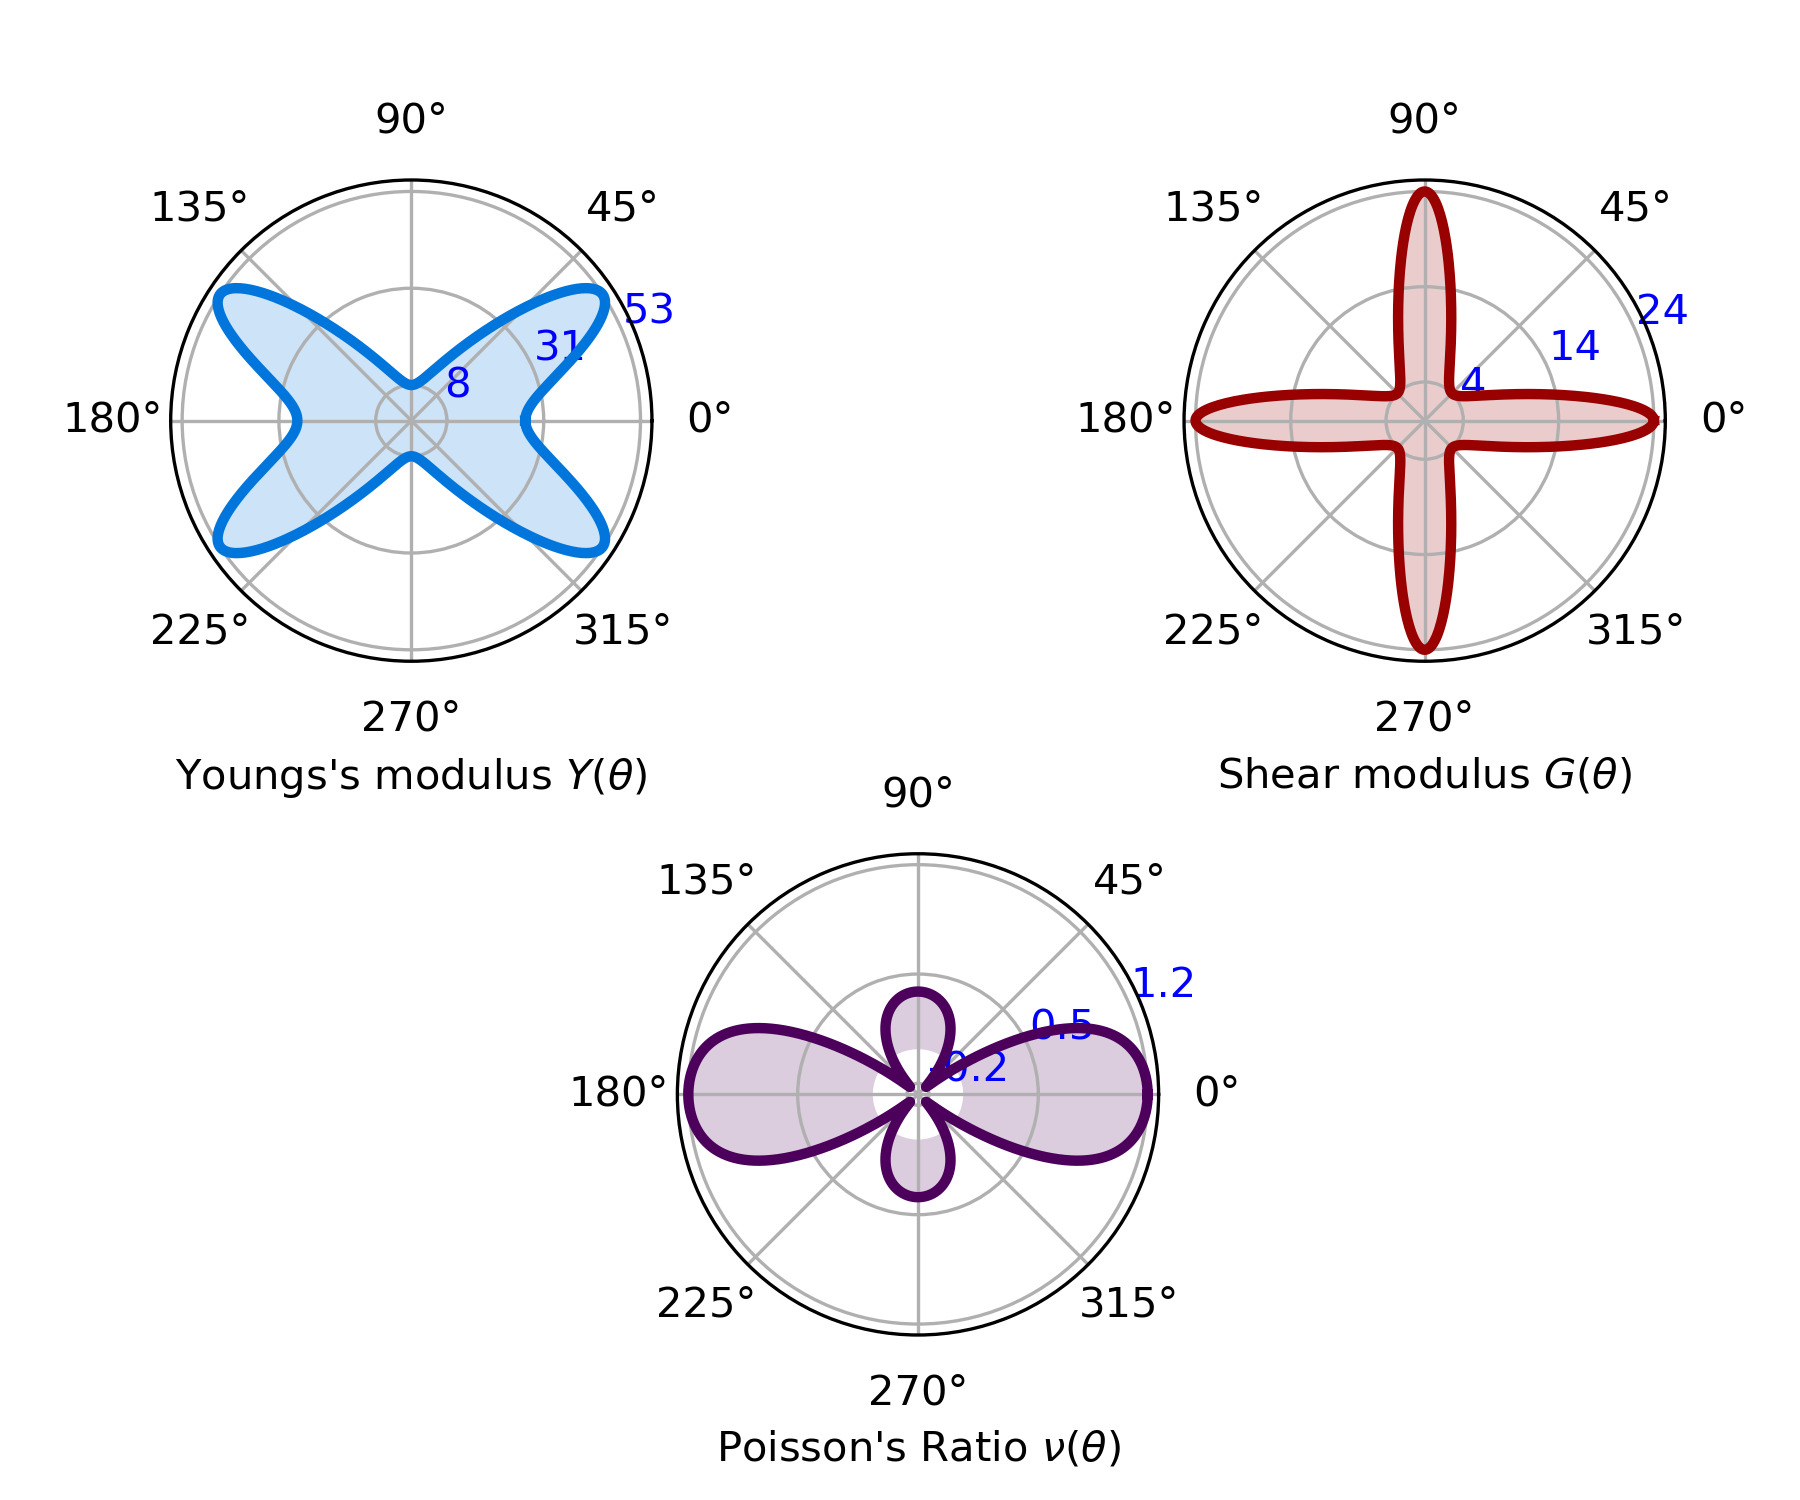 90° 90°
135° 45° 135° 45°
53 24
31 14
8 4
180° 0° 180° 0°
225° 315° 225° 315°
270° 270°
Youngs's modulus Y(θ) Shear modulus G(θ)
90°
135° 45°
1.2
0.5
-0.2
180° 0°
225° 315°
270°
Poisson's Ratio ν(θ)